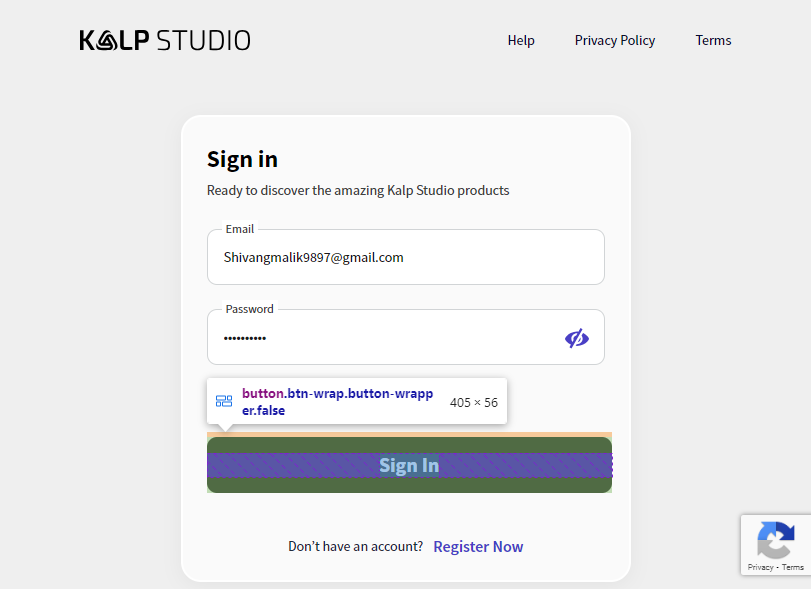 KALP STUDIO
Help
Privacy Policy
Terms
Sign in
Ready to discover the amazing Kalp Studio products
Email
Shivangmalik9897@gmail.com
Password
••••••••••
button.btn-wrap.button-wrapp
er.false
405 × 56
Sign In
Don’t have an account? Register Now
Privacy - Terms